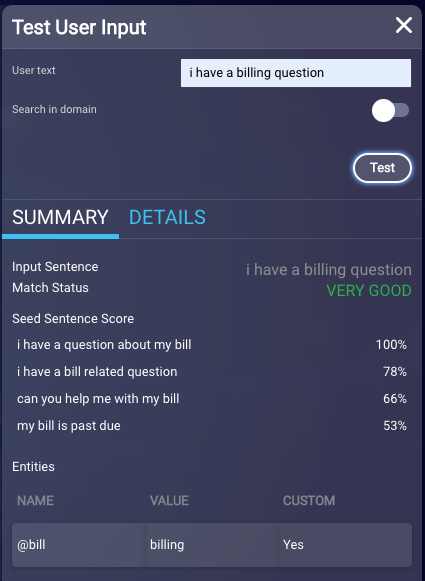 Test User Input
User text i have a billing question
Search in domain
Test
SUMMARY DETAILS
Input Sentence i have a billing question
Match Status VERY GOOD
Seed Sentence Score
i have a question about my bill 100%
i have a bill related question 78%
can you help me with my bill 66%
my bill is past due 53%
Entities
NAME VALUE CUSTOM
@bill billing Yes